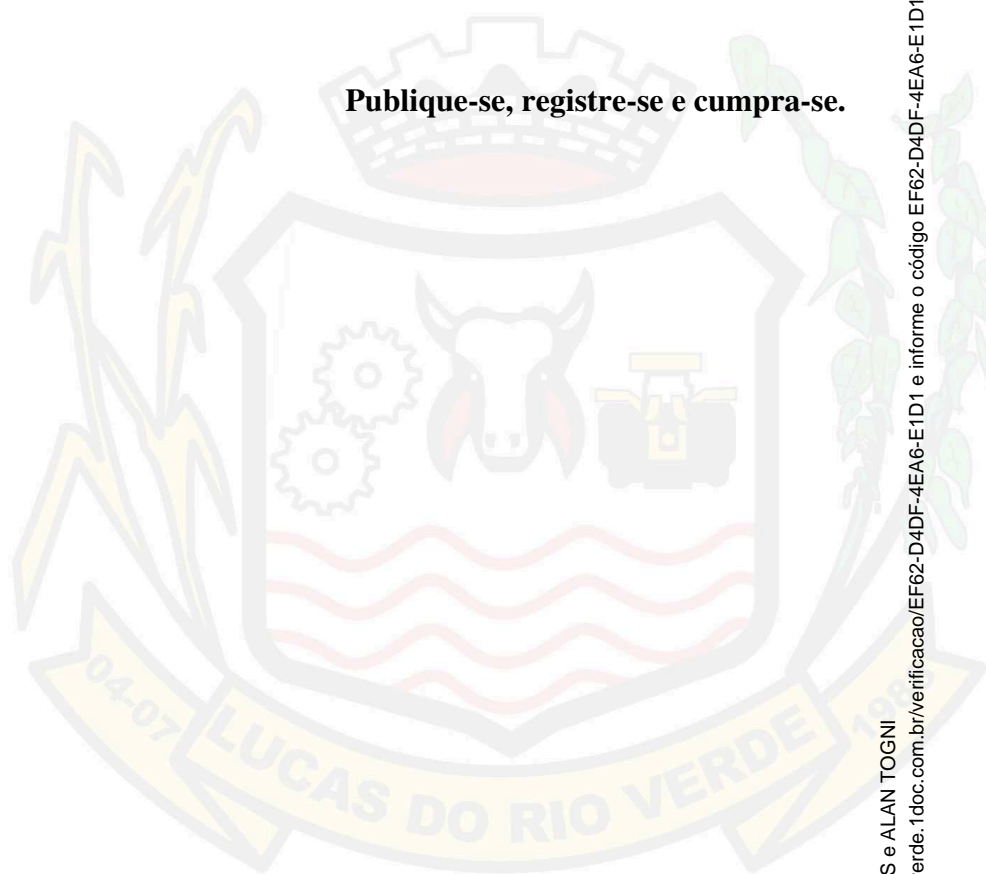 Publique-se, registre-se e cumpra-se.
04-07
LUCAS DO RIO VERDE
S e ALAN TOGNI
erde.1doc.com.br/verificacao/EF62-D4DF-4EA6-E1D1 e informe o código EF62-D4DF-4EA6-E1D1